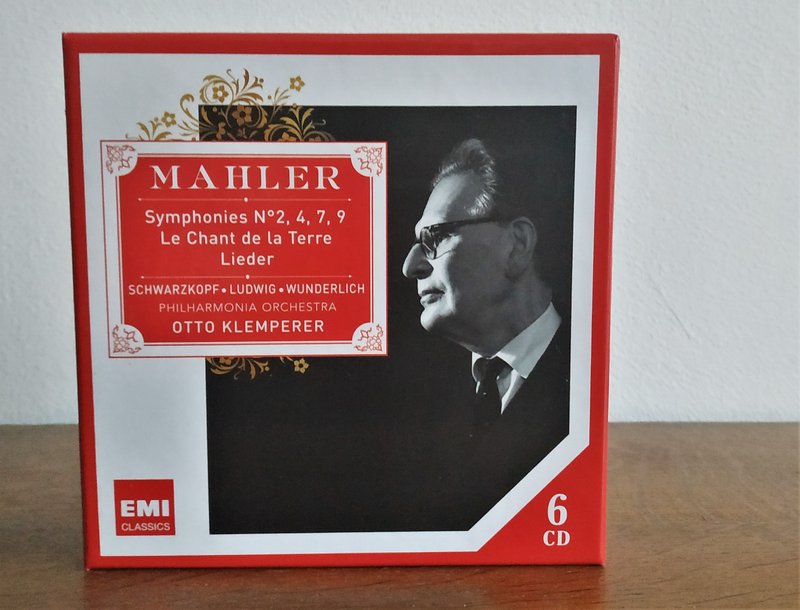 MAHLER
Symphonies N°2, 4, 7, 9
Le Chant de la Terre
Lieder
SCHWARZKOPF • LUDWIG • WUNDERLICH
PHILHARMONIA ORCHESTRA
OTTO KLEMPERER
EMI
CLASSICS
6
CD